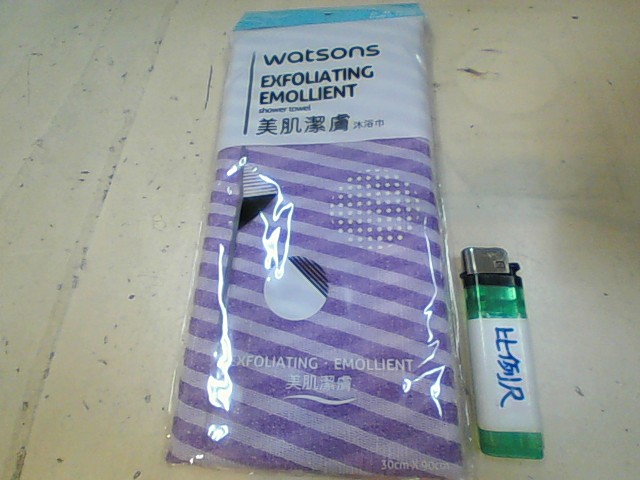 watsons
EXFOLIATING
EMOLLIENT
shower towel
美肌潔膚 沐浴巾
EXFOLIATING · EMOLLIENT
美肌潔膚
30cm X 90cm
比例尺